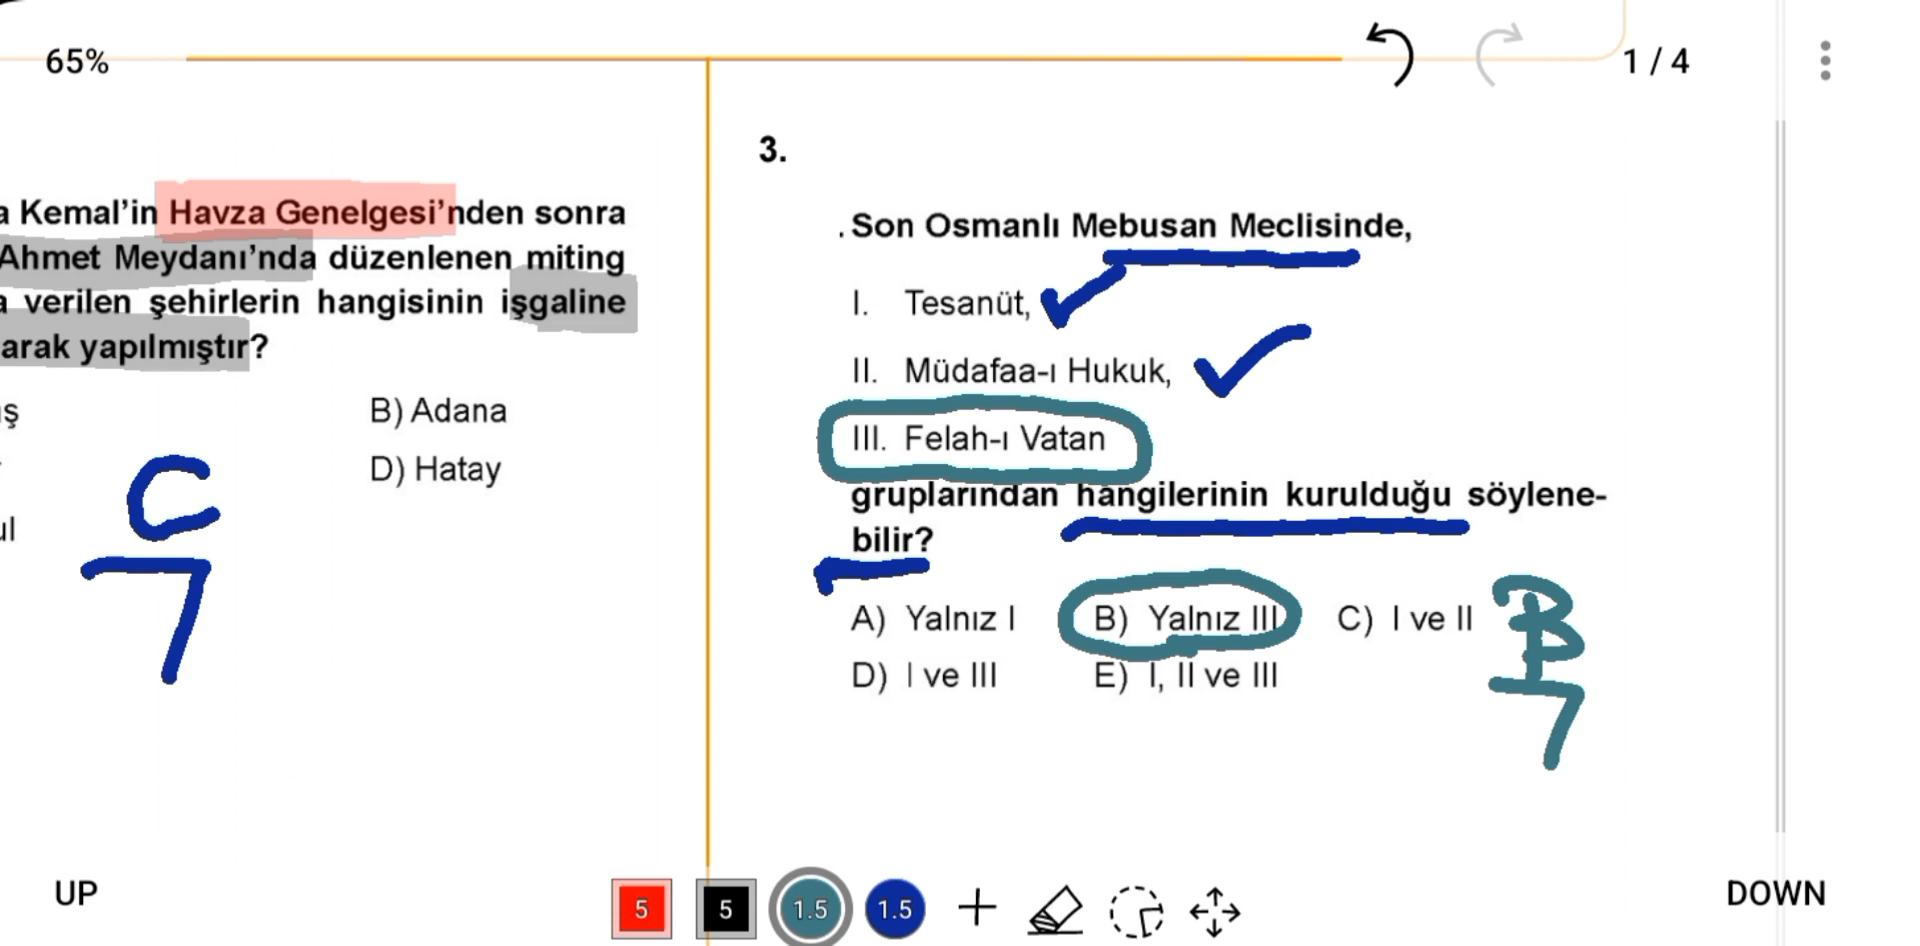 65%
1 / 4
a Kemal'in Havza Genelgesi'nden sonra
Ahmet Meydanı'nda düzenlenen miting
a verilen şehirlerin hangisinin işgaline
arak yapılmıştır?
ş
B) Adana
D) Hatay
ul
C
7
3.
. Son Osmanlı Mebusan Meclisinde,
I. Tesanüt,
II. Müdafaa-ı Hukuk,
III. Felah-ı Vatan
gruplarından hangilerinin kurulduğu söylene-
bilir?
A) Yalnız I B) Yalnız III C) I ve II
D) I ve III E) I, II ve III
B
7
UP
5 5 1.5 1.5
DOWN